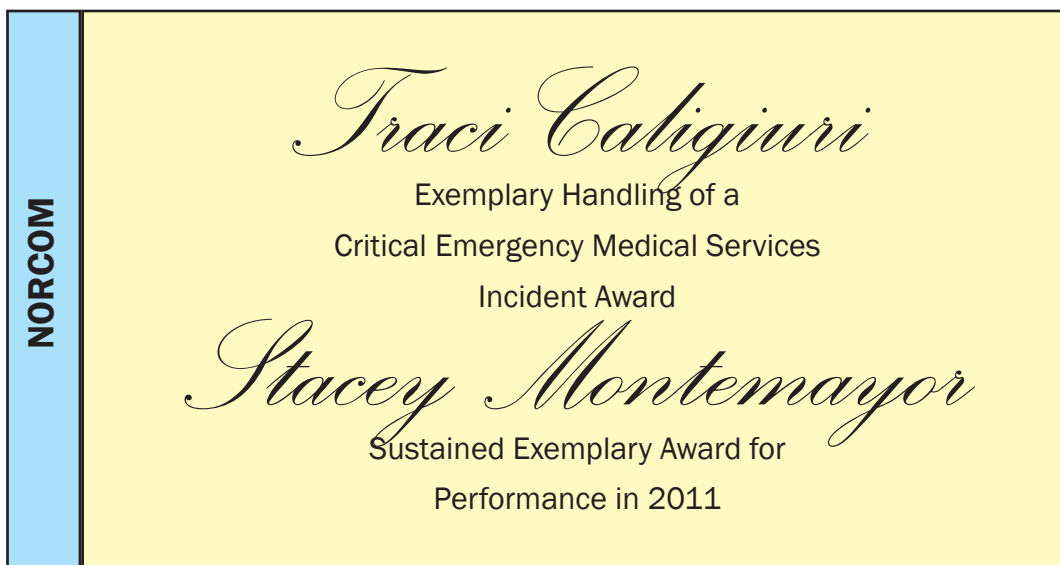 NORCOM
Traci Caligiuri
Exemplary Handling of a
Critical Emergency Medical Services
Incident Award
Stacey Montemayor
Sustained Exemplary Award for
Performance in 2011